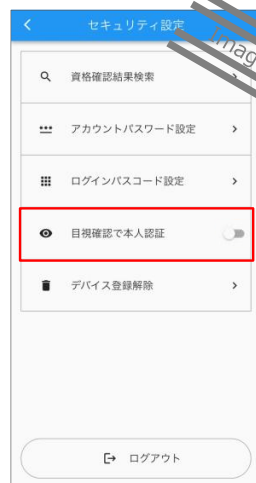 セキュリティ設定
資格確認結果検索
アカウントパスワード設定
ログインパスコード設定
目視確認で本人認証
デバイス登録解除
ログアウト